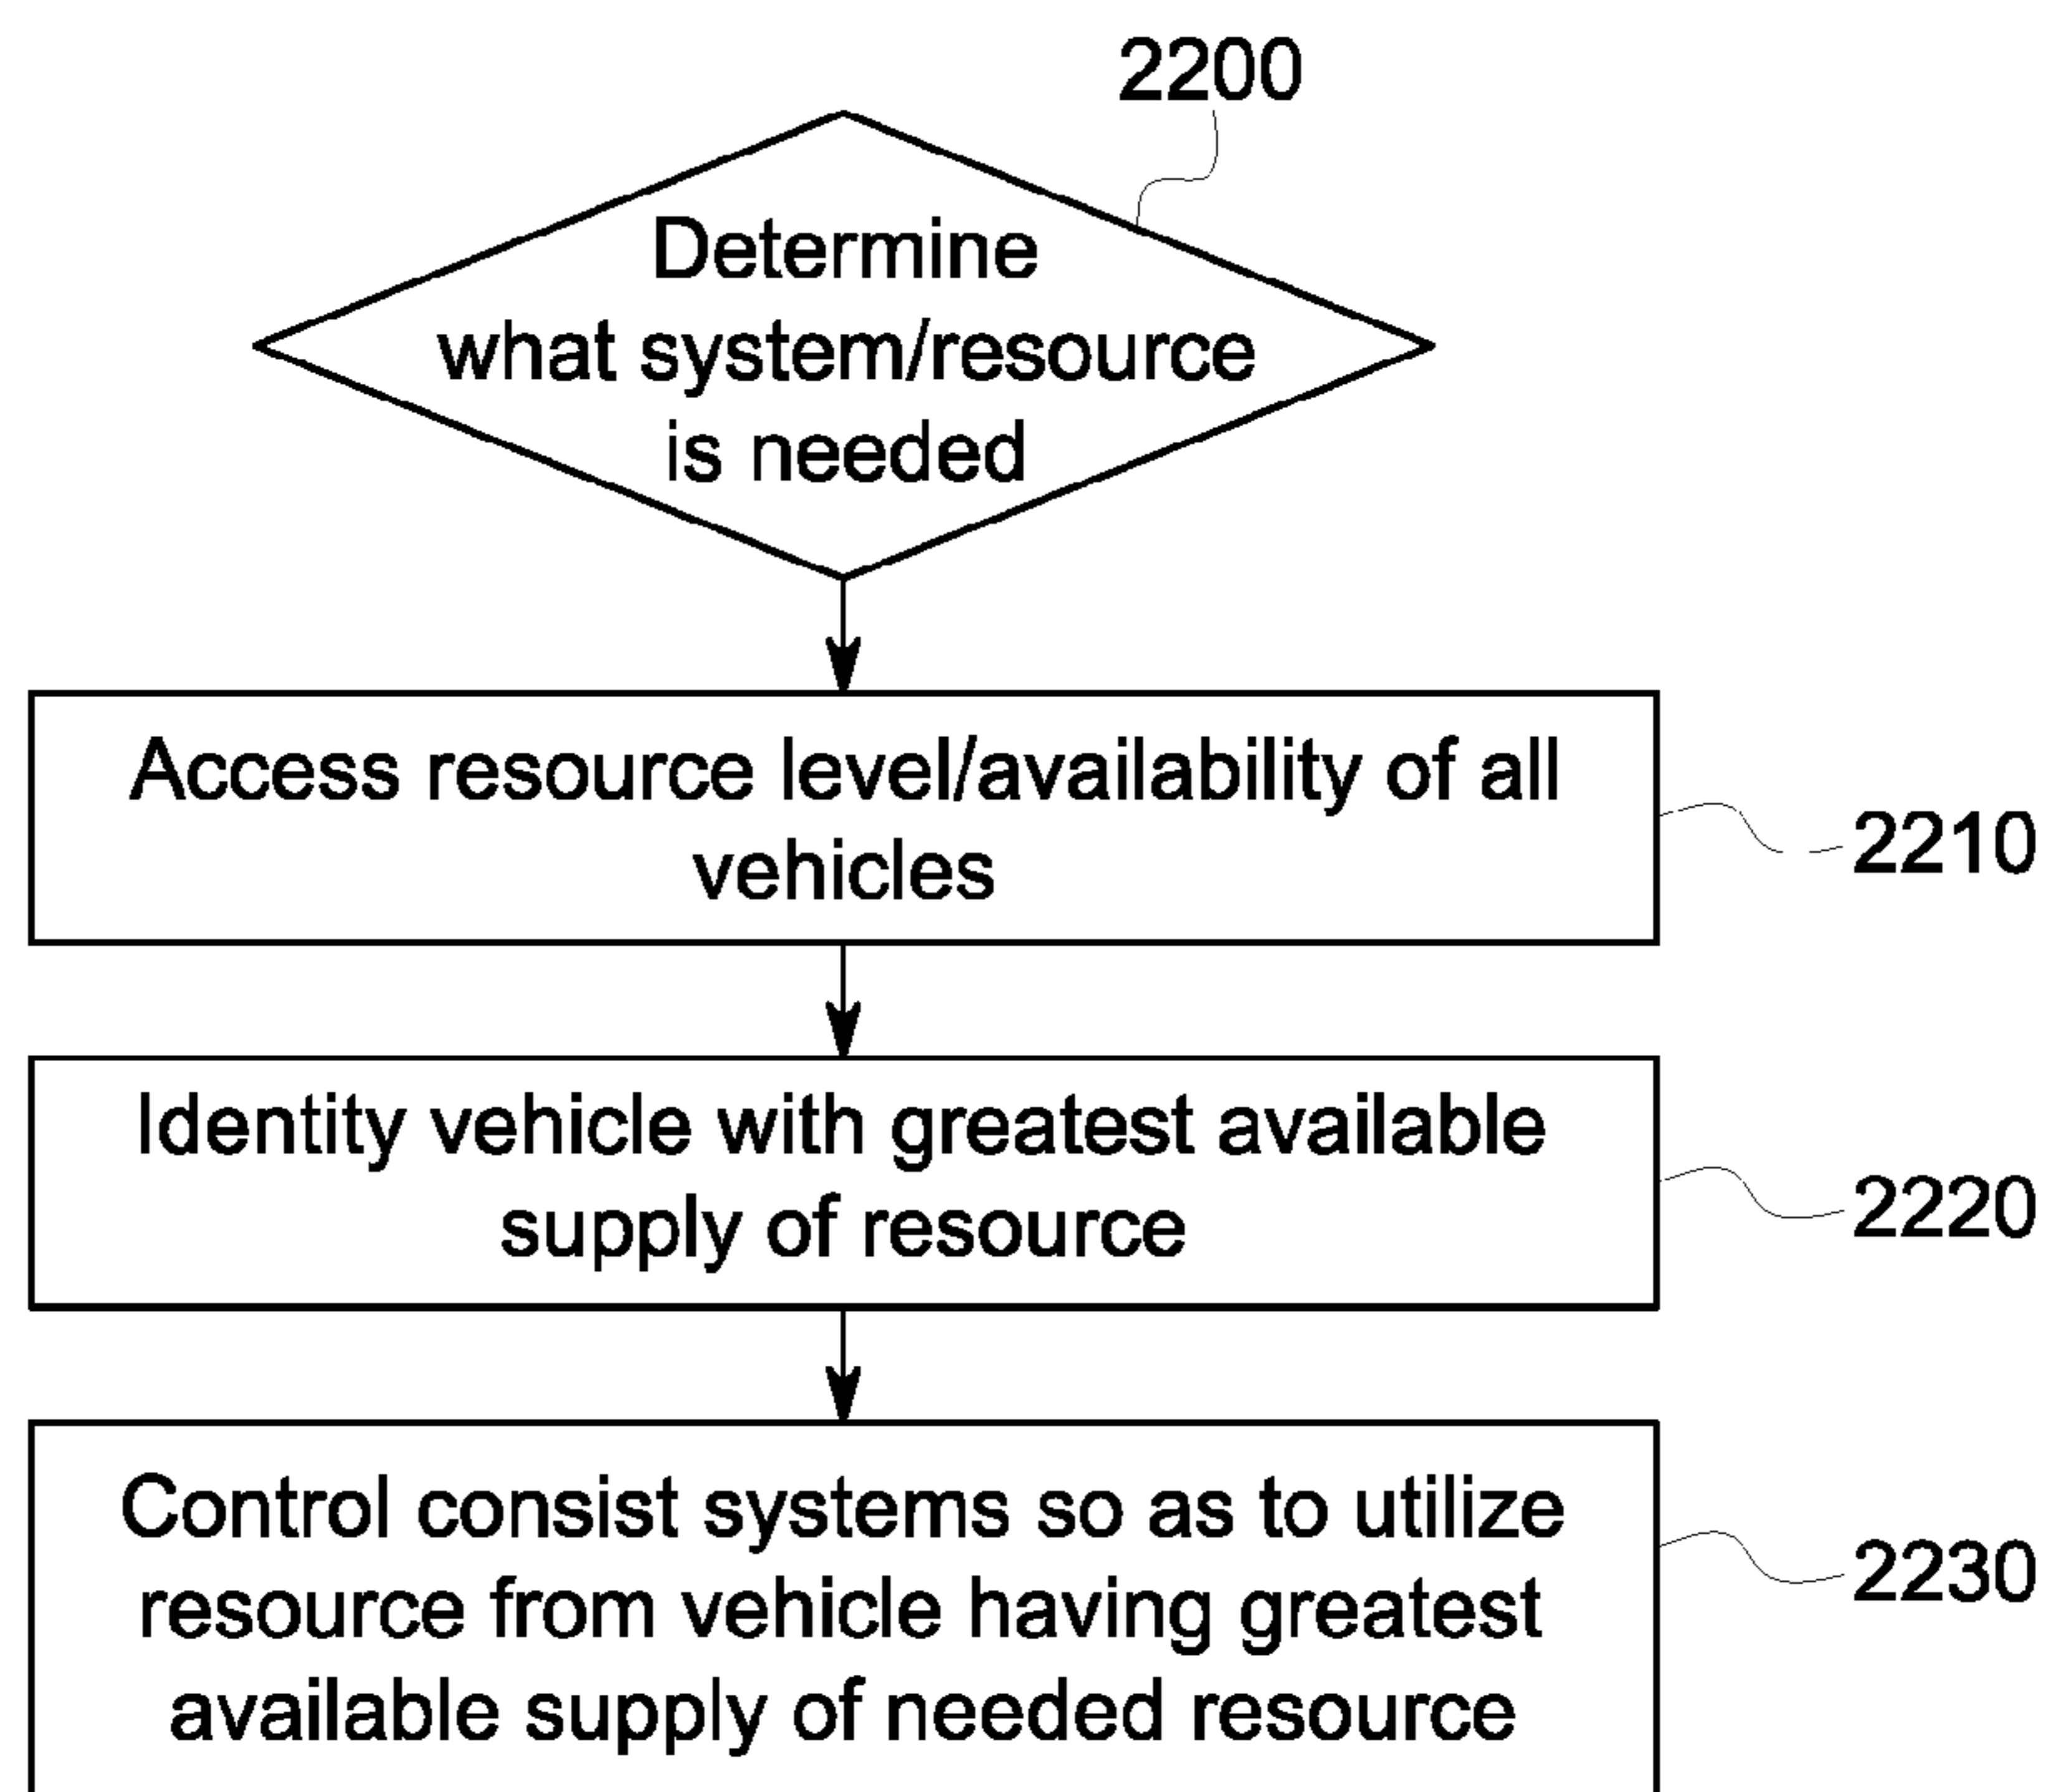 2200
Determine
what system/resource
is needed
Access resource level/availability of all
vehicles
2210
Identity vehicle with greatest available
supply of resource
2220
Control consist systems so as to utilize
resource from vehicle having greatest
available supply of needed resource
2230